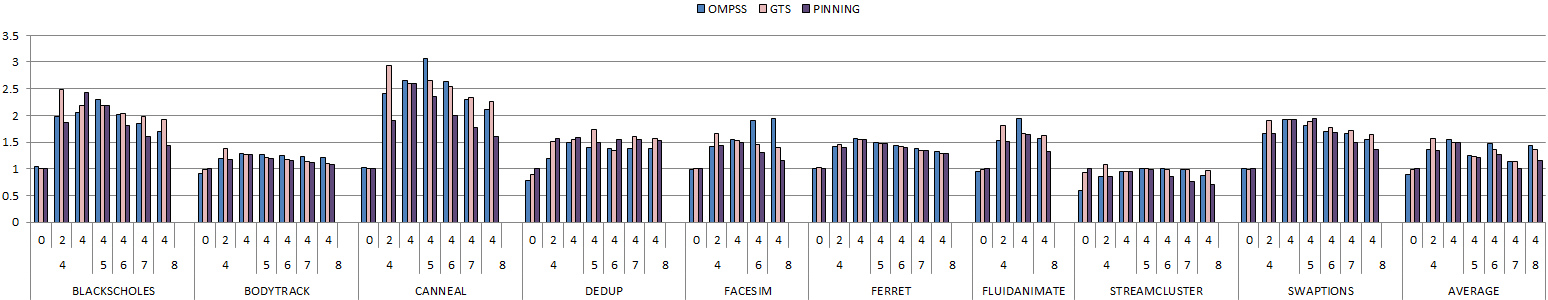 OMPSS GTS PINNING
3.5
3
2.5
2
1.5
1
0.5
0
0 2 4 4 4 4 4 0 2 4 4 4 4 4 0 2 4 4 4 4 4 0 2 4 4 4 4 4 0 2 4 4 4 0 2 4 4 4 4 4 0 2 4 4 0 2 4 4 4 4 4 0 2 4 4 4 4 4 0 2 4 4 4 4 4
4 5 6 7 8 4 5 6 7 8 4 5 6 7 8 4 5 6 7 8 4 6 8 4 5 6 7 8 4 8 4 5 6 7 8 4 5 6 7 8 4 5 6 7 8
BLACKSCHOLES BODYTRACK CANNEAL DEDUP FACESIM FERRET FLUIDANIMATE STREAMCLUSTER SWAPTIONS AVERAGE